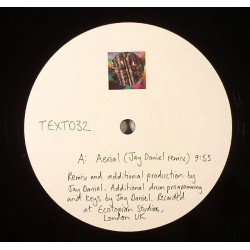 TEXT032
A: Aerial (Jay Daniel remix) 9:53
Remix and additional production by
Jay Daniel. Additional drum programming
and keys by Jay Daniel. Recorded
at Ecotopian Studios,
London UK